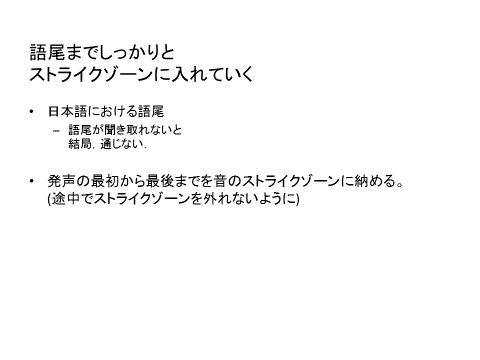 語尾までしっかりと
ストライクゾーンに入れていく
• 日本語における語尾
– 語尾が聞き取れないと
結局，通じない．
• 発声の最初から最後までを音のストライクゾーンに納める。
(途中でストライクゾーンを外れないように)